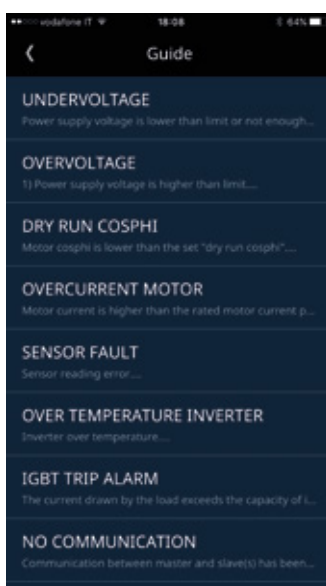 vodafone IT 18:08 64%
Guide
UNDERVOLTAGE
Power supply voltage is lower than limit or not enough...
OVERVOLTAGE
1) Power supply voltage is higher than limit....
DRY RUN COSPHI
Motor cosphi is lower than the set "dry run cosphi"....
OVERCURRENT MOTOR
Motor current is higher than the rated motor current p...
SENSOR FAULT
Sensor reading error....
OVER TEMPERATURE INVERTER
Inverter over temperature....
IGBT TRIP ALARM
The current drawn by the load exceeds the capacity of i...
NO COMMUNICATION
Communication between master and slave(s) has been...